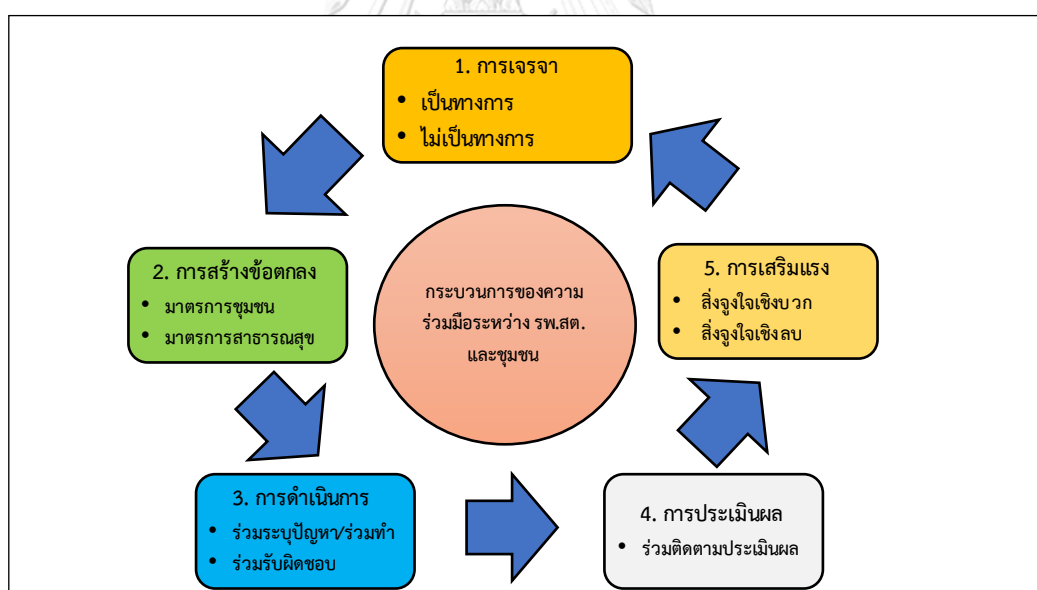 1. การเจรจา
• เป็นทางการ
• ไม่เป็นทางการ
2. การสร้างข้อตกลง
• มาตรการชุมชน
• มาตรการสาธารณสุข
กระบวนการของความ
ร่วมมือระหว่าง รพ.สต.
และชุมชน
5. การเสริมแรง
• สิ่งจูงใจเชิงบวก
• สิ่งจูงใจเชิงลบ
3. การดำเนินการ
• ร่วมระบุปัญหา/ร่วมทำ
• ร่วมรับผิดชอบ
4. การประเมินผล
• ร่วมติดตามประเมินผล